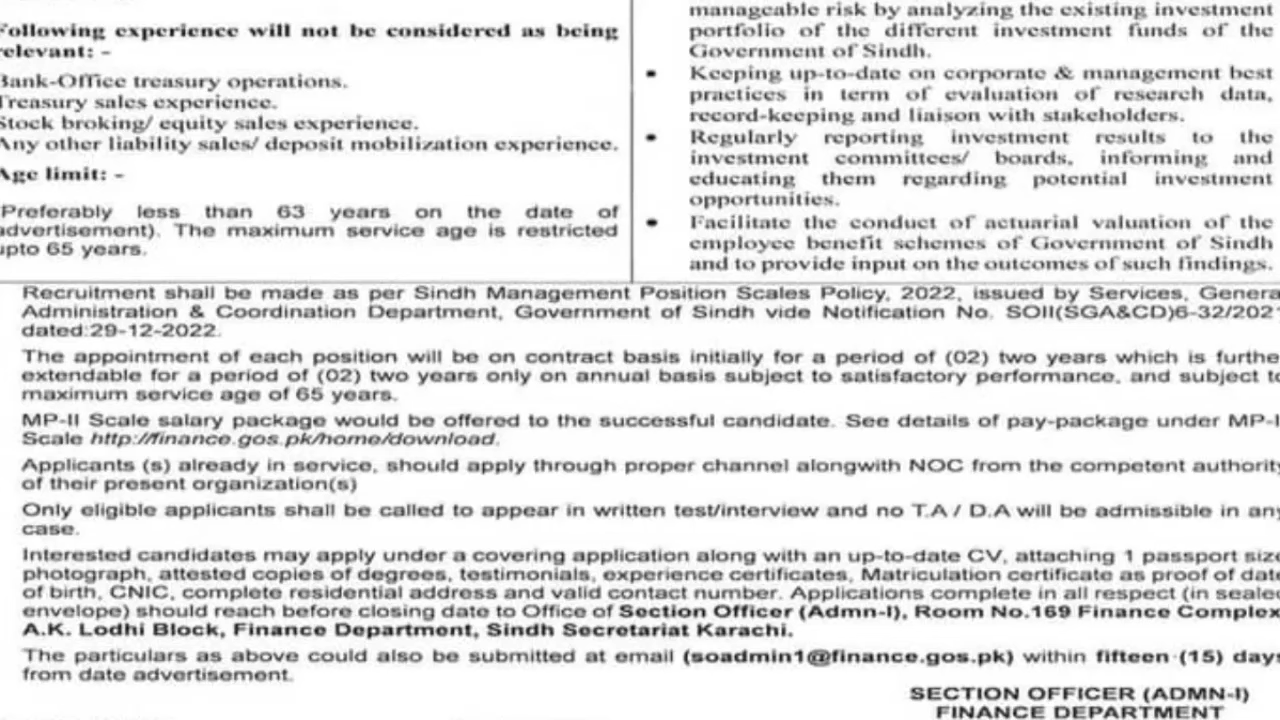 Following experience will not be considered as being
relevant: -
Bank-Office treasury operations.
Treasury sales experience.
Stock broking/ equity sales experience.
Any other liability sales/ deposit mobilization experience.
Age limit: -
(Preferably less than 63 years on the date of
advertisement). The maximum service age is restricted
upto 65 years.
manageable risk by analyzing the existing investment
portfolio of the different investment funds of the
Government of Sindh.
• Keeping up-to-date on corporate & management best
practices in term of evaluation of research data,
record-keeping and liaison with stakeholders.
• Regularly reporting investment results to the
investment committees/ boards, informing and
educating them regarding potential investment
opportunities.
• Facilitate the conduct of actuarial valuation of the
employee benefit schemes of Government of Sindh
and to provide input on the outcomes of such findings.
Recruitment shall be made as per Sindh Management Position Scales Policy, 2022, issued by Services, General
Administration & Coordination Department, Government of Sindh vide Notification No. SOII(SGA&CD)6-32/2021
dated:29-12-2022.
The appointment of each position will be on contract basis initially for a period of (02) two years which is further
extendable for a period of (02) two years only on annual basis subject to satisfactory performance, and subject to
maximum service age of 65 years.
MP-II Scale salary package would be offered to the successful candidate. See details of pay-package under MP-I
Scale http://finance.gos.pk/home/download.
Applicants (s) already in service, should apply through proper channel alongwith NOC from the competent authority
of their present organization(s)
Only eligible applicants shall be called to appear in written test/interview and no T.A / D.A will be admissible in any
case.
Interested candidates may apply under a covering application along with an up-to-date CV, attaching 1 passport size
photograph, attested copies of degrees, testimonials, experience certificates, Matriculation certificate as proof of date
of birth, CNIC, complete residential address and valid contact number. Applications complete in all respect (in sealed
envelope) should reach before closing date to Office of Section Officer (Admn-I), Room No.169 Finance Complex
A.K. Lodhi Block, Finance Department, Sindh Secretariat Karachi.
The particulars as above could also be submitted at email (soadmin1@finance.gos.pk) within fifteen (15) days
from date advertisement.
SECTION OFFICER (ADMN-I)
FINANCE DEPARTMENT